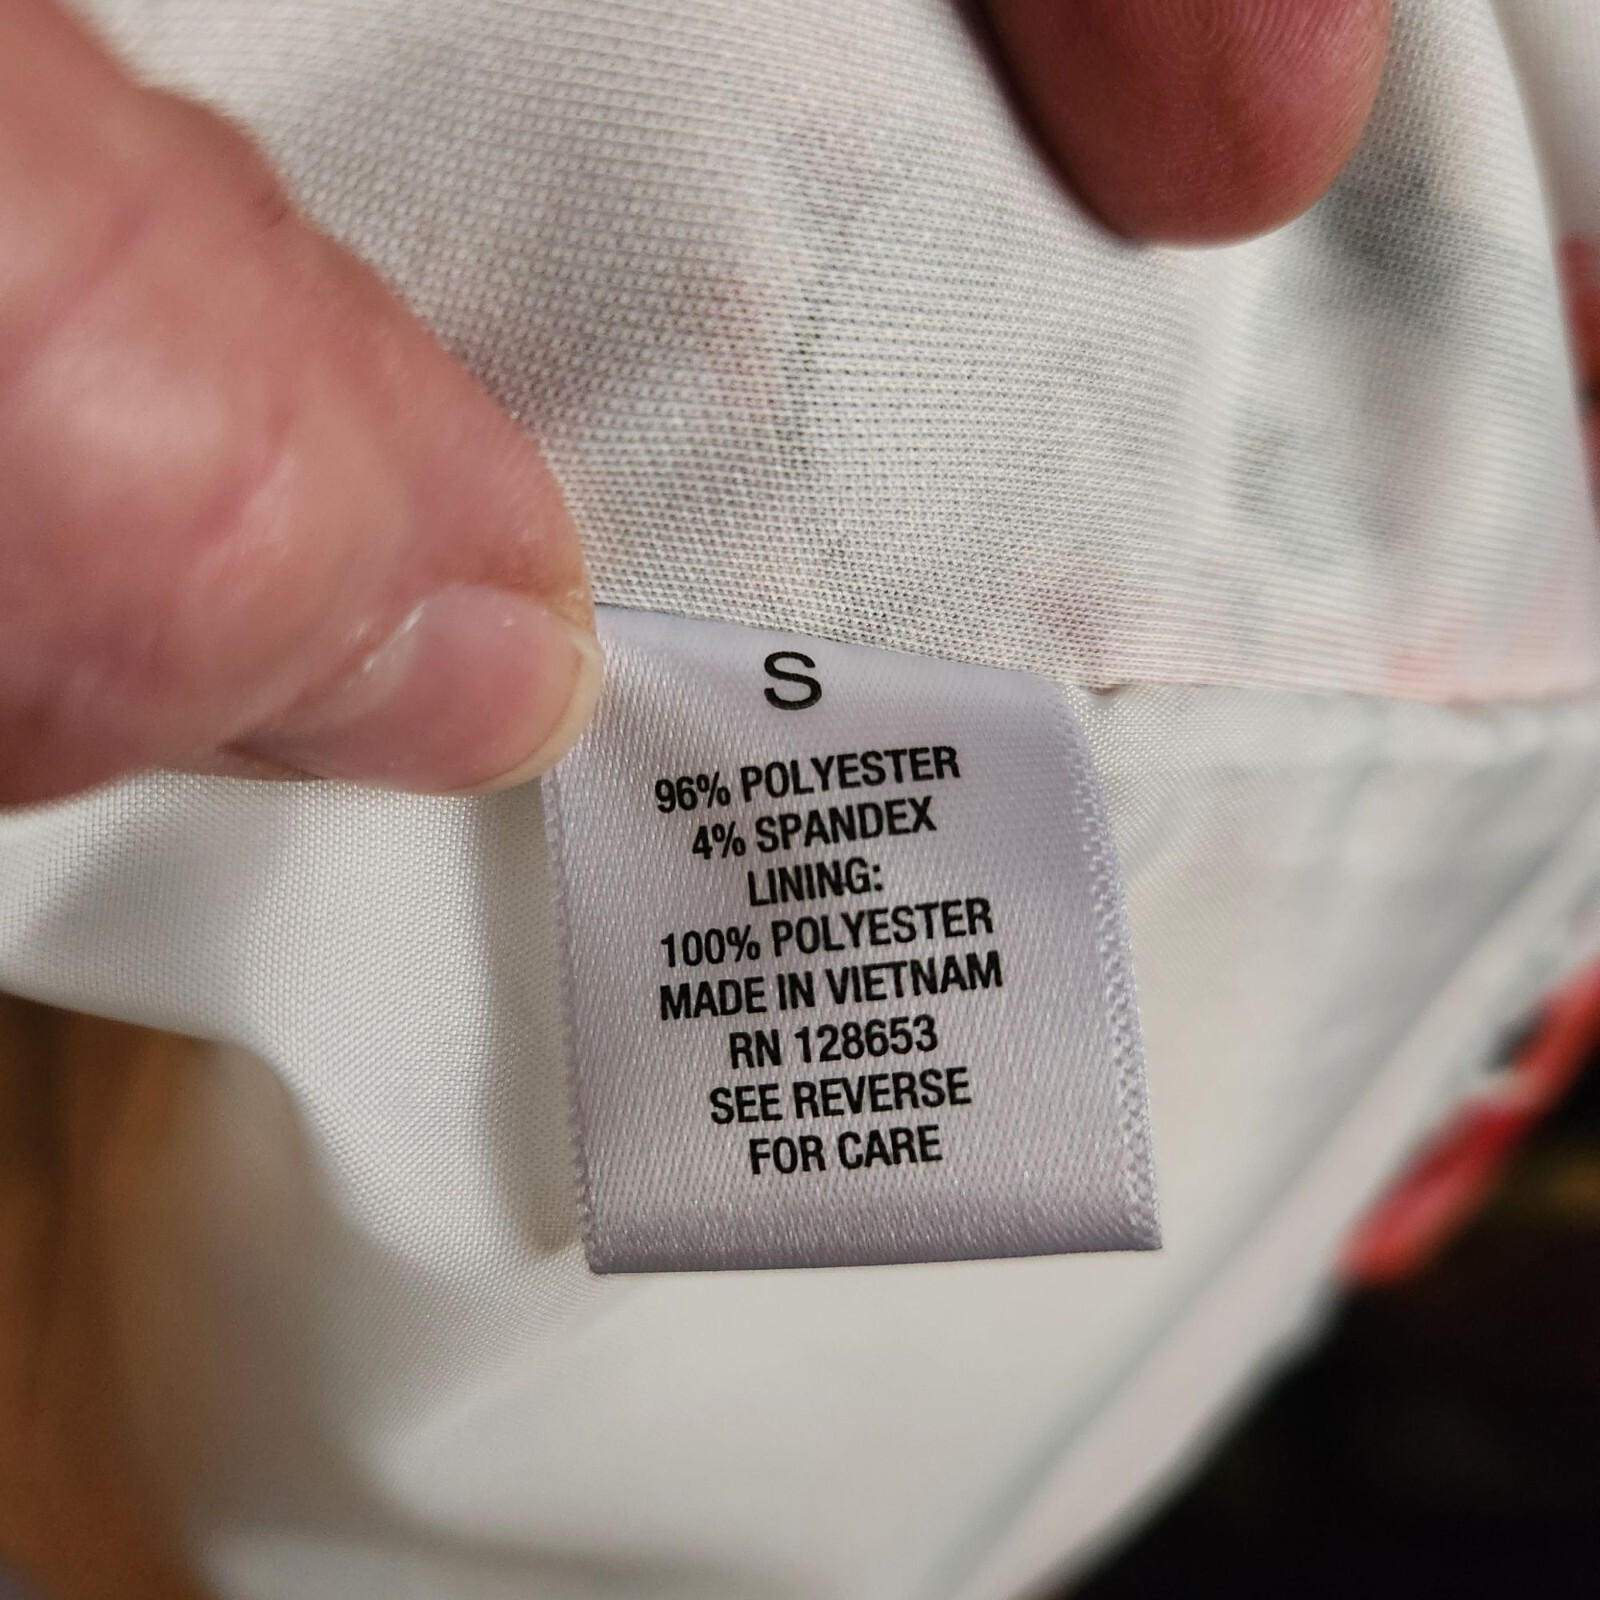 S
96% POLYESTER
4% SPANDEX
LINING:
100% POLYESTER
MADE IN VIETNAM
RN 128653
SEE REVERSE
FOR CARE